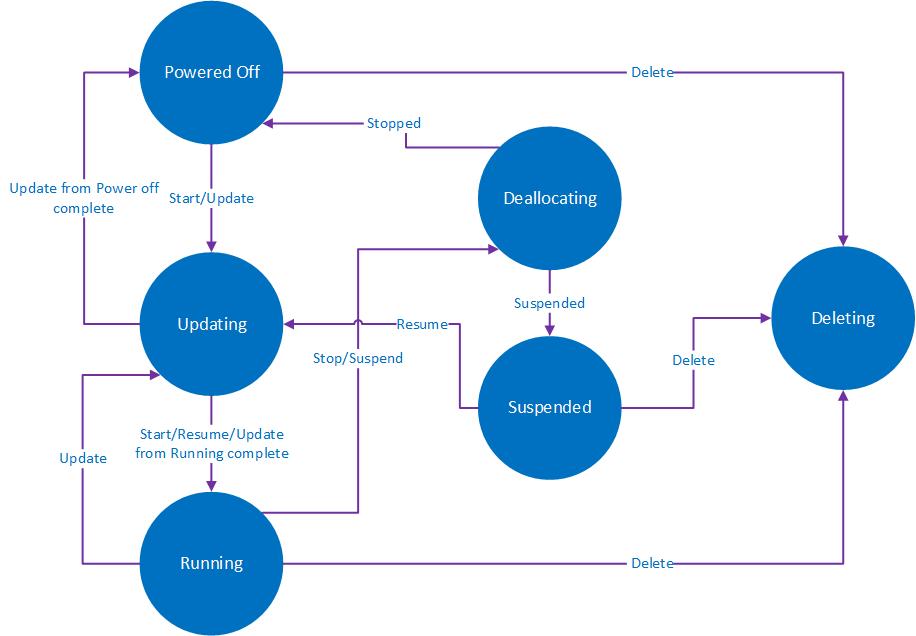 Powered Off
Delete
Stopped
Update from Power off
complete
Start/Update
Deallocating
Suspended
Updating
Resume
Deleting
Stop/Suspend
Delete
Suspended
Start/Resume/Update
from Running complete
Update
Running
Delete